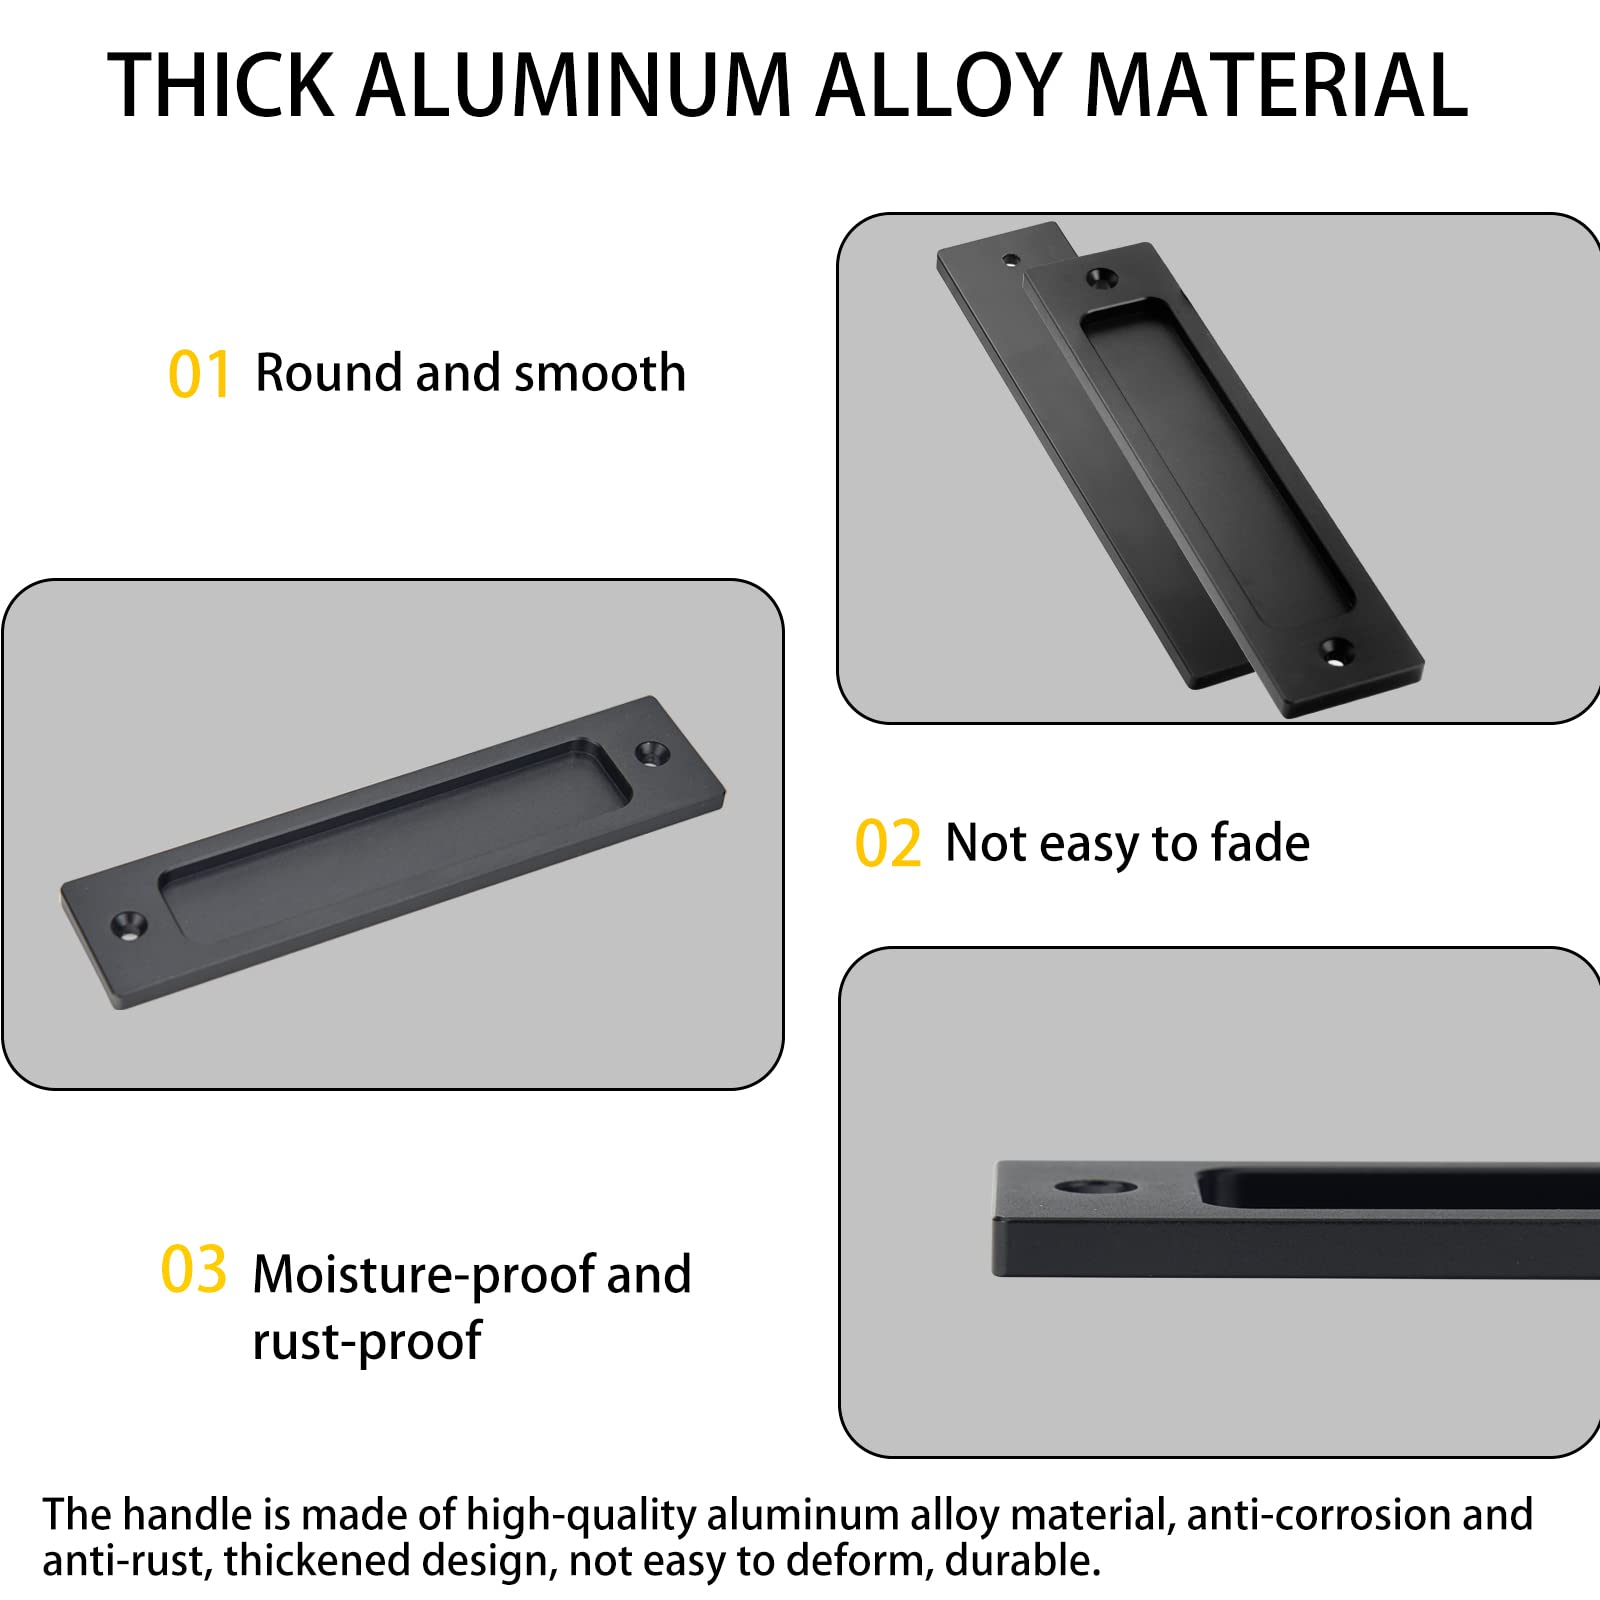 THICK ALUMINUM ALLOY MATERIAL
01 Round and smooth
02 Not easy to fade
03 Moisture-proof and
rust-proof
The handle is made of high-quality aluminum alloy material, anti-corrosion and
anti-rust, thickened design, not easy to deform, durable.